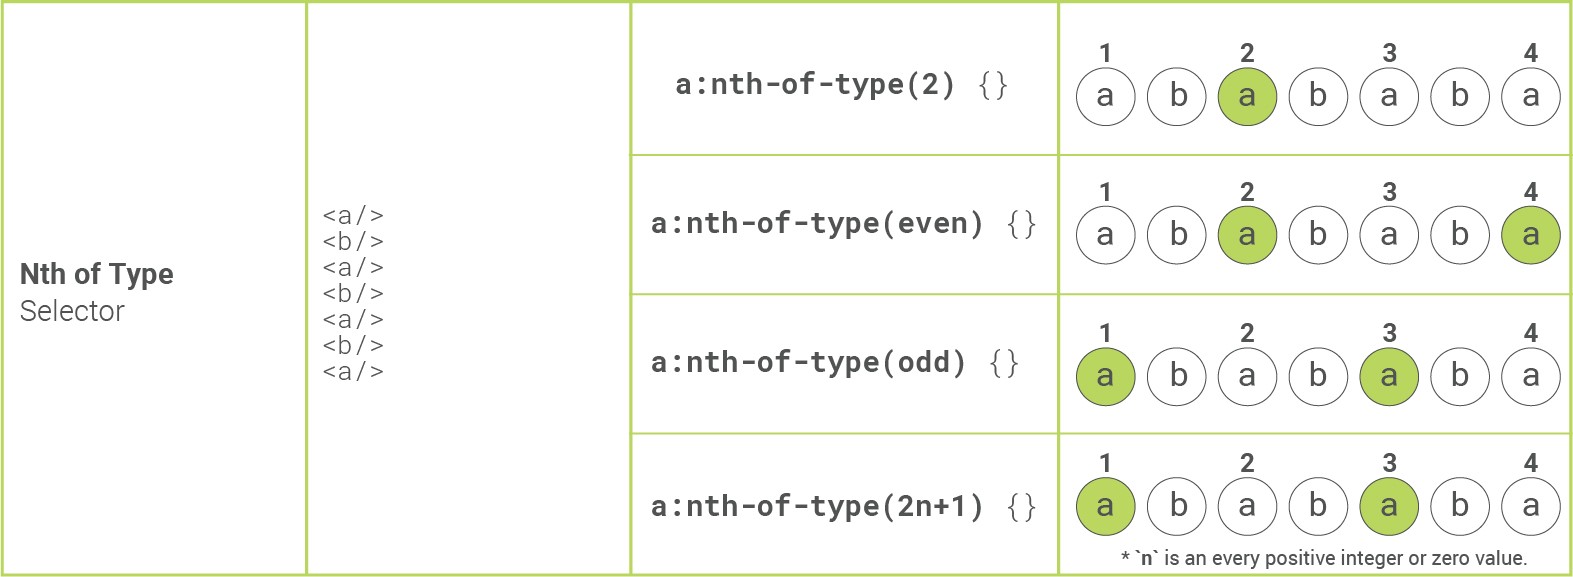 Nth of Type
Selector
<a/>
<b/>
<a/>
<b/>
<a/>
<b/>
<a/>
a:nth-of-type(2) {}
1 2 3 4
a b a b a b a
a:nth-of-type(even) {}
1 2 3 4
a b a b a b a
a:nth-of-type(odd) {}
1 2 3 4
a b a b a b a
a:nth-of-type(2n+1) {}
1 2 3 4
a b a b a b a
* `n` is an every positive integer or zero value.